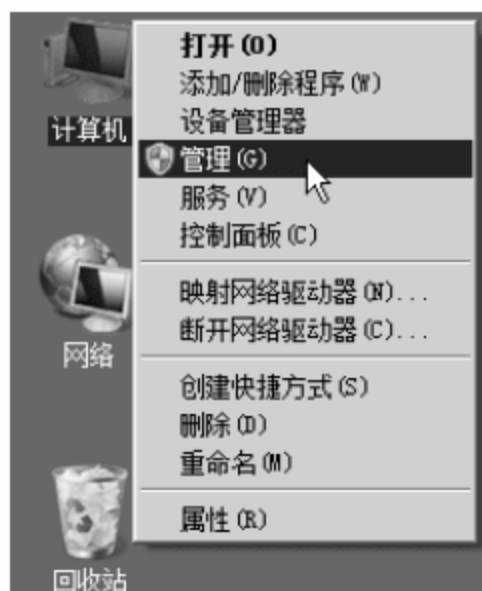 计算机
网络
回收站
打开(O)
添加/删除程序(W)
设备管理器
管理(G)
服务(V)
控制面板(C)
映射网络驱动器(N)...
断开网络驱动器(C)...
创建快捷方式(S)
删除(D)
重命名(M)
属性(R)